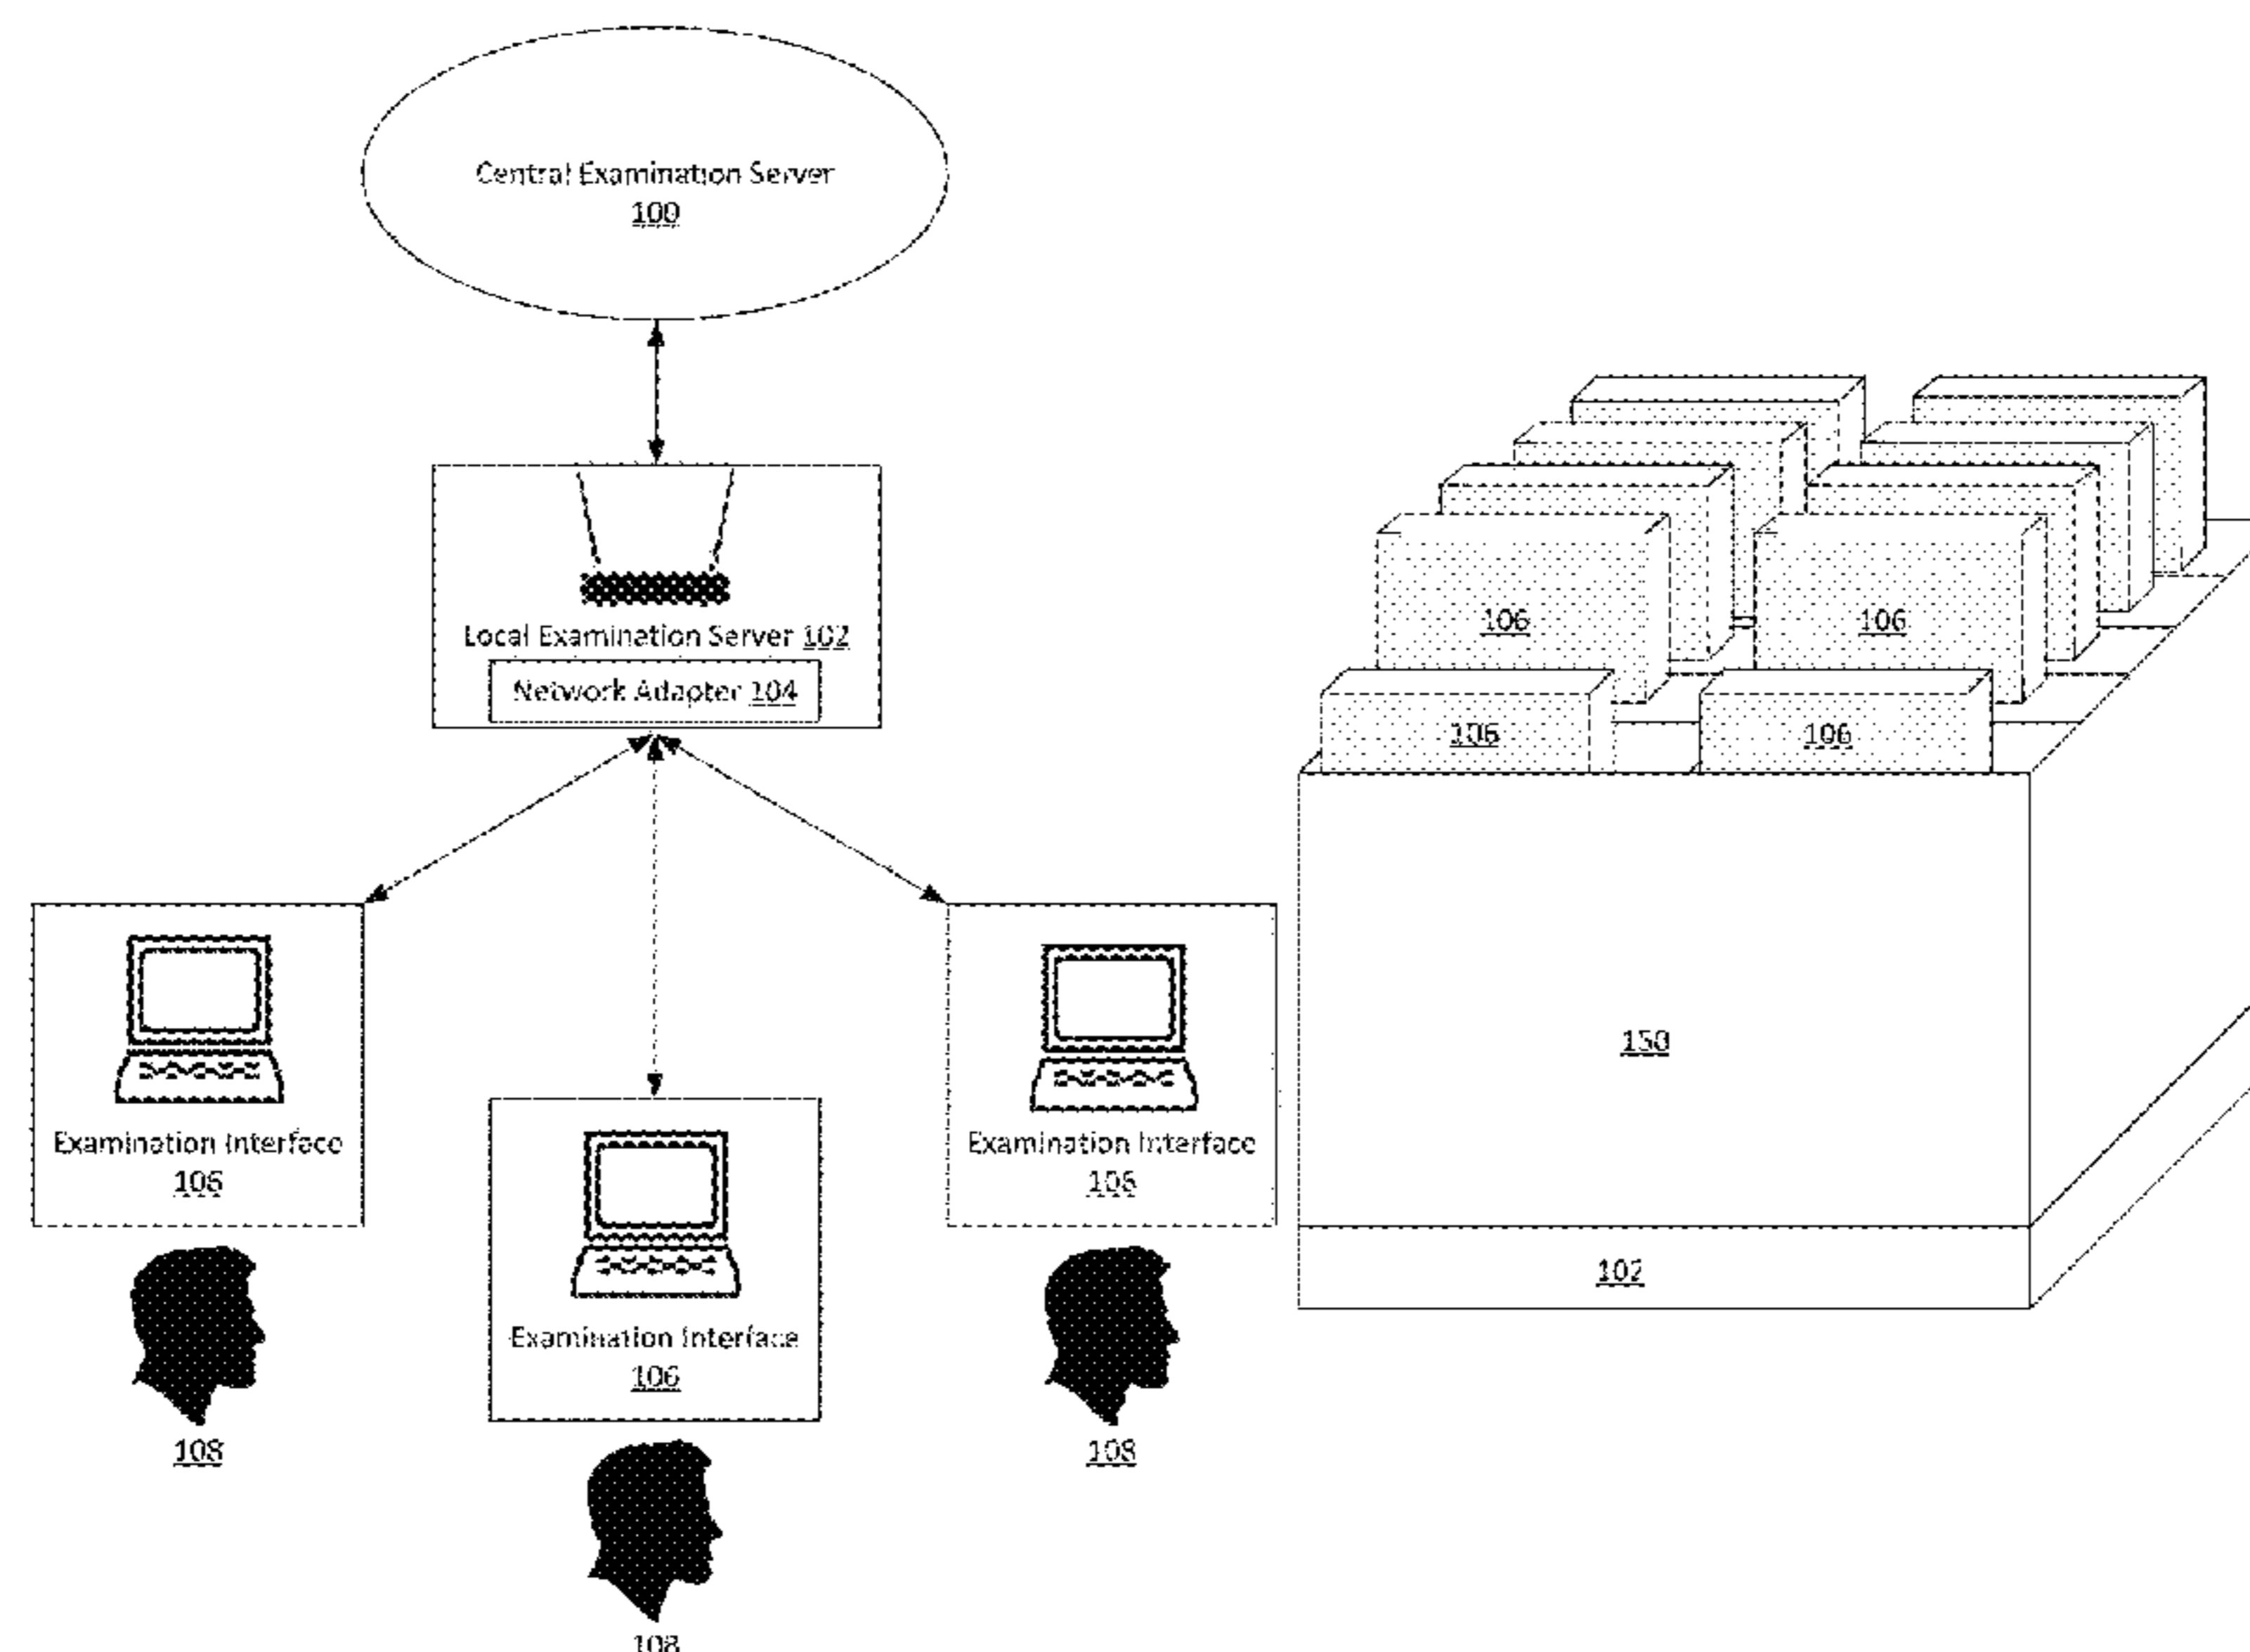 Central Examination Server
100
Local Examination Server 102
Network Adapter 104
Examination Interface
106
Examination Interface
106
Examination Interface
106
108
108
108
106
106
106
106
150
102